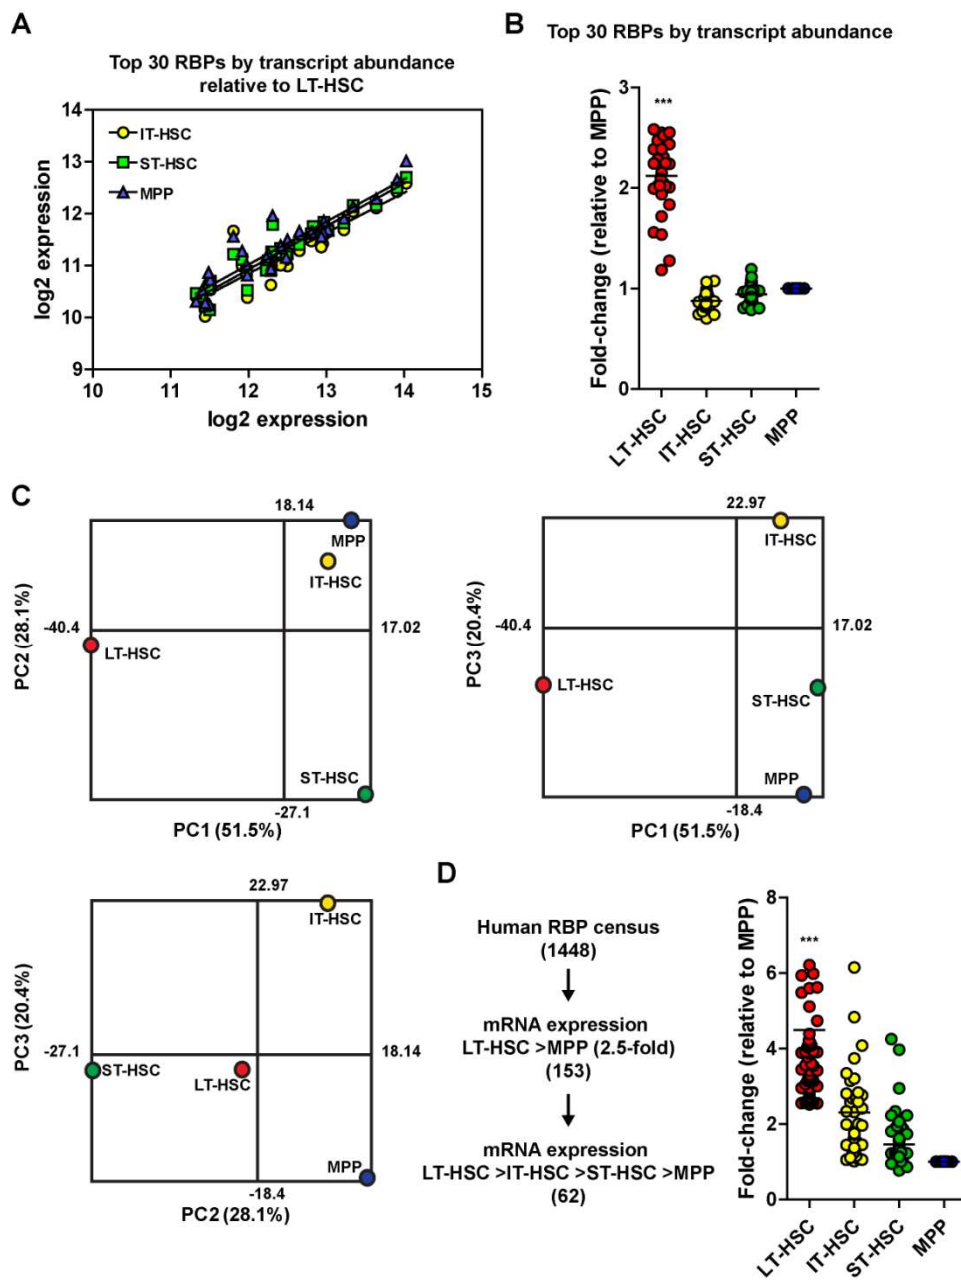 A
Top 30 RBPs by transcript abundance
relative to LT-HSC
14
13
12
11
10
9
log2 expression
IT-HSC
ST-HSC
MPP
10
11
12
13
14
15
log2 expression
B
Top 30 RBPs by transcript abundance
Fold-change (relative to MPP)
3
2
1
0
***
LT-HSC
IT-HSC
ST-HSC
MPP
C
18.14
MPP
IT-HSC
PC2 (28.1%)
-40.4
17.02
LT-HSC
ST-HSC
-27.1
PC1 (51.5%)
22.97
IT-HSC
PC3 (20.4%)
-40.4
17.02
LT-HSC
ST-HSC
MPP
-18.4
PC1 (51.5%)
22.97
IT-HSC
PC3 (20.4%)
-27.1
18.14
ST-HSC
LT-HSC
MPP
-18.4
PC2 (28.1%)
D
Human RBP census
(1448)
mRNA expression
LT-HSC >MPP (2.5-fold)
(153)
mRNA expression
LT-HSC >IT-HSC >ST-HSC >MPP
(62)
Fold-change (relative to MPP)
8
6
4
2
0
***
LT-HSC
IT-HSC
ST-HSC
MPP